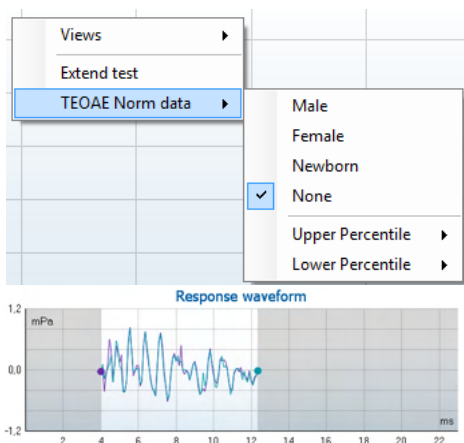 Views
Extend test
TEOAE Norm data
Male
Female
Newborn
None
Upper Percentile
Lower Percentile
Response waveform
1,2
mPa
0,0
-1,2
ms
2 4 6 8 10 12 14 16 18 20 22